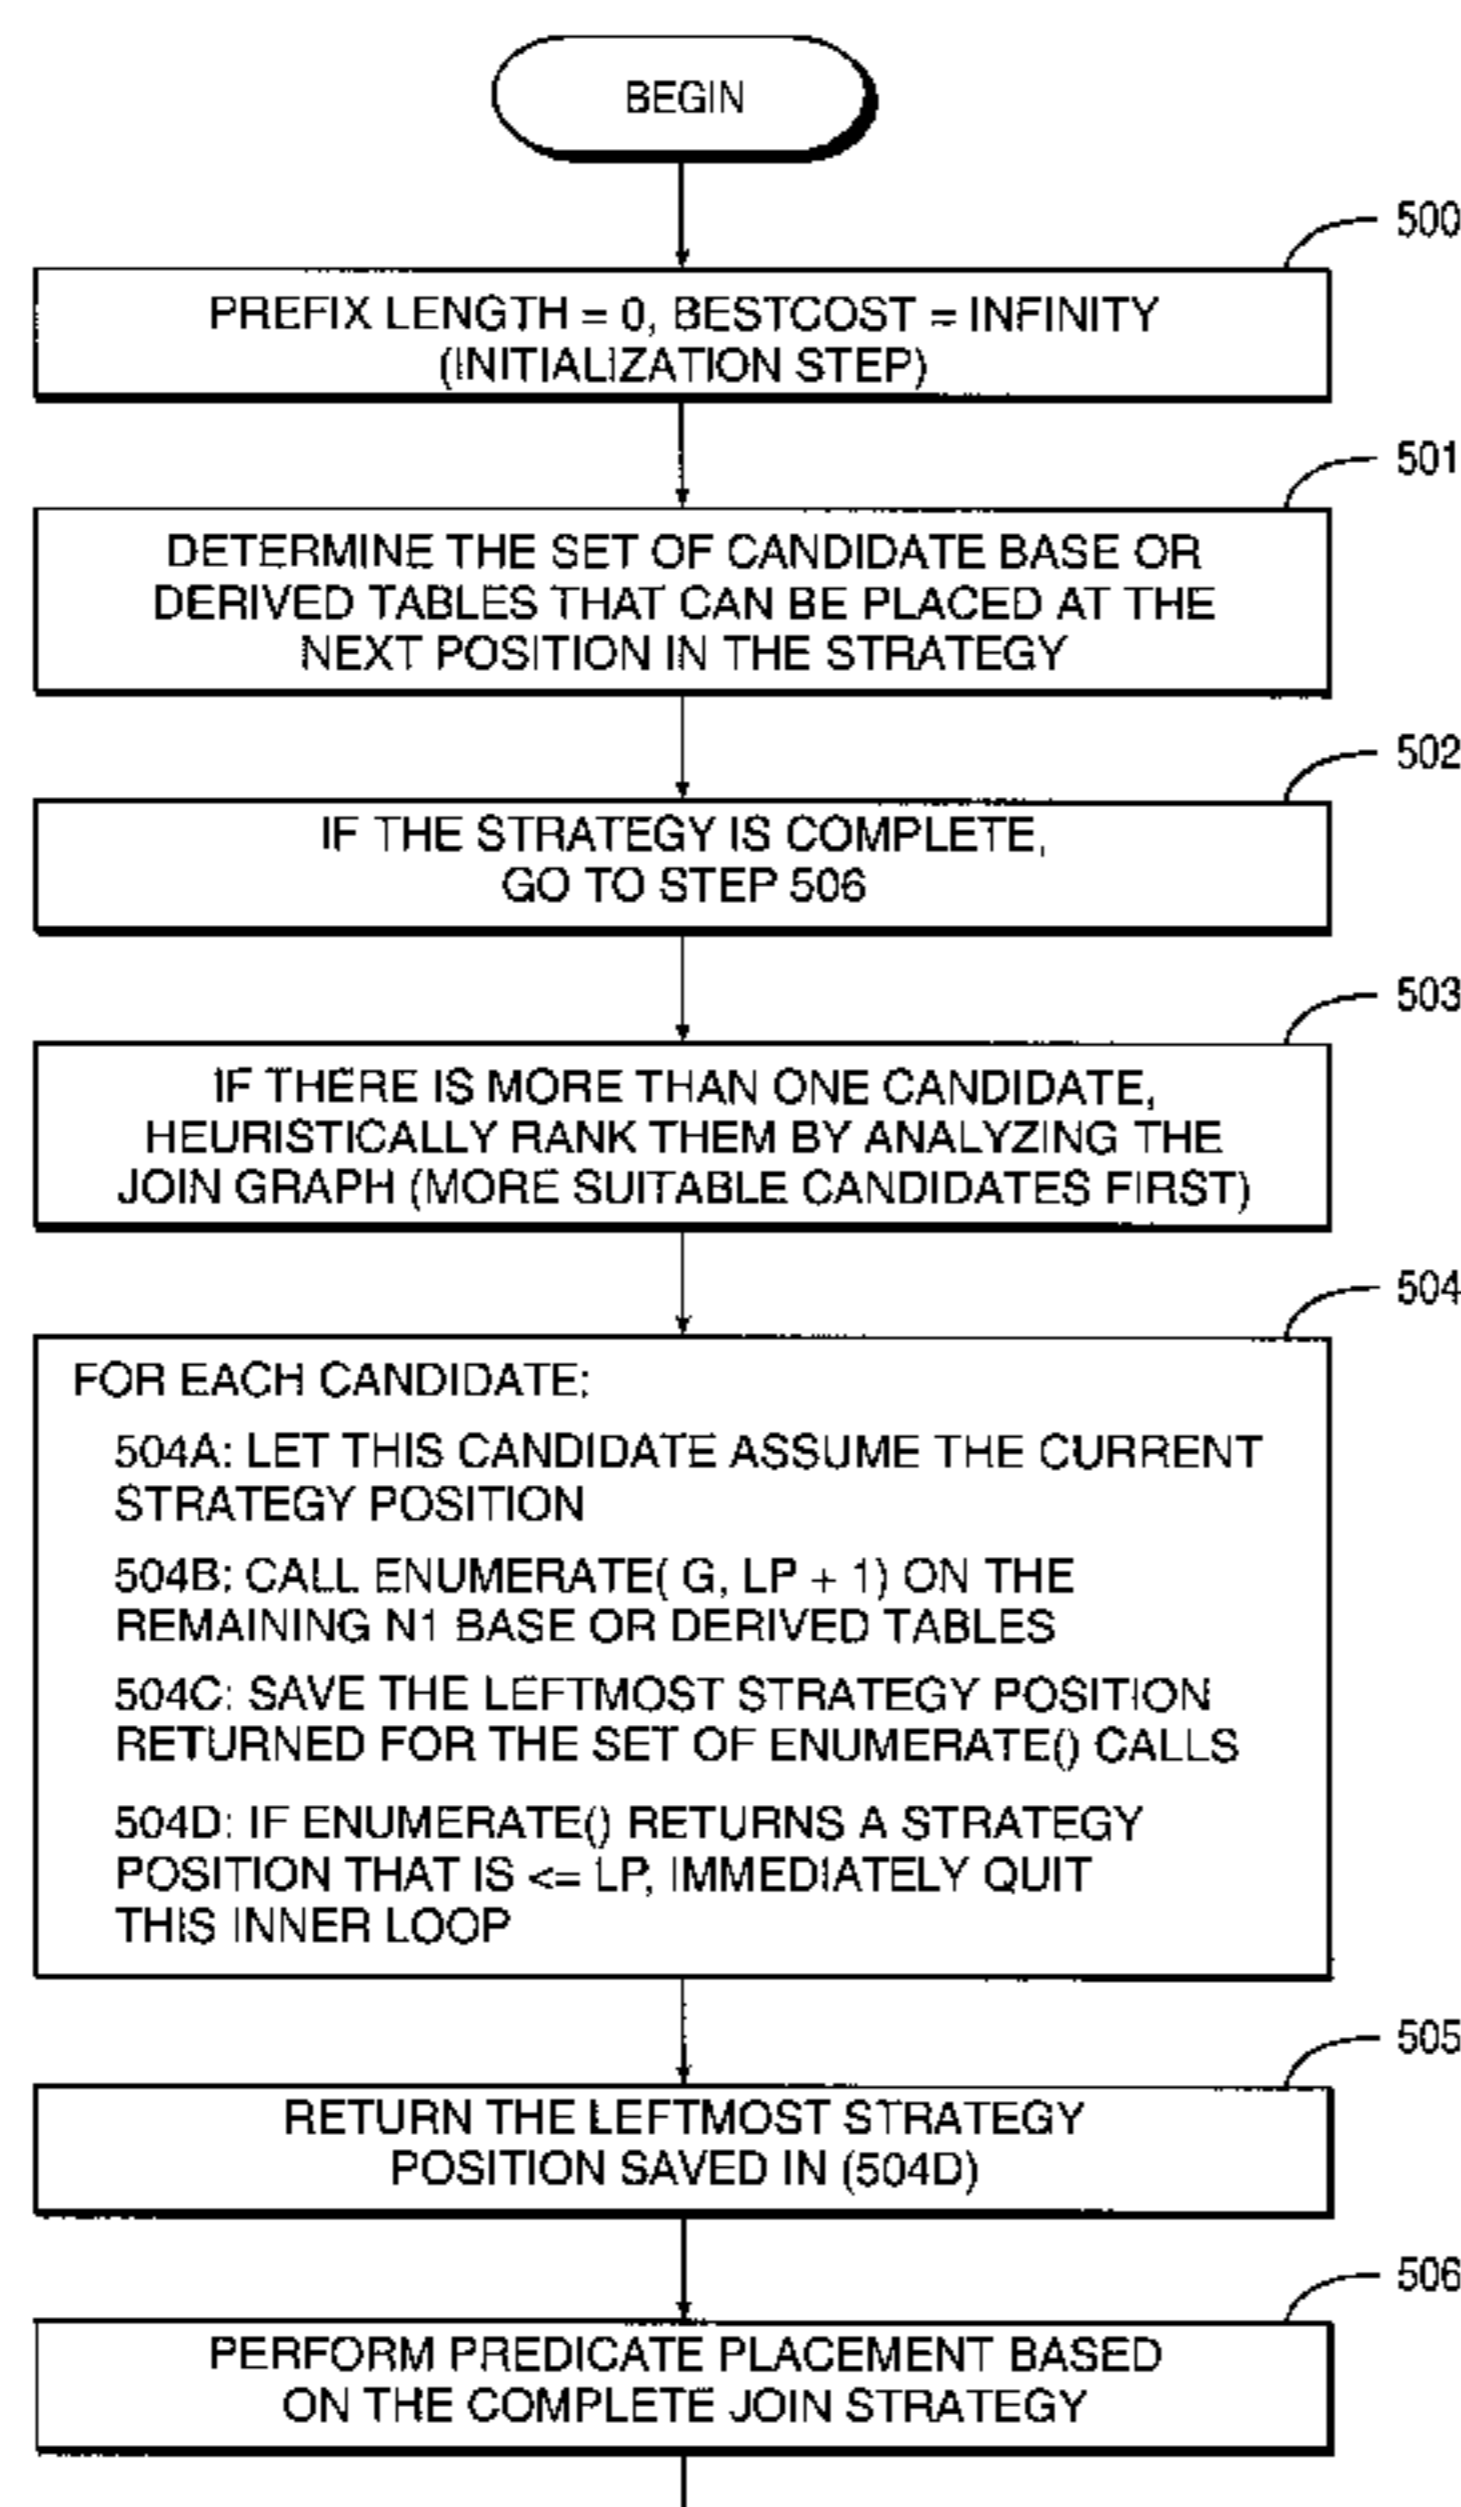 BEGIN
500
PREFIX LENGTH = 0, BESTCOST = INFINITY
(INITIALIZATION STEP)
501
DETERMINE THE SET OF CANDIDATE BASE OR
DERIVED TABLES THAT CAN BE PLACED AT THE
NEXT POSITION IN THE STRATEGY
502
IF THE STRATEGY IS COMPLETE,
GO TO STEP 506
503
IF THERE IS MORE THAN ONE CANDIDATE,
HEURISTICALLY RANK THEM BY ANALYZING THE
JOIN GRAPH (MORE SUITABLE CANDIDATES FIRST)
504
FOR EACH CANDIDATE:
504A: LET THIS CANDIDATE ASSUME THE CURRENT
STRATEGY POSITION
504B: CALL ENUMERATE( G, LP + 1) ON THE
REMAINING N1 BASE OR DERIVED TABLES
504C: SAVE THE LEFTMOST STRATEGY POSITION
RETURNED FOR THE SET OF ENUMERATE() CALLS
504D: IF ENUMERATE() RETURNS A STRATEGY
POSITION THAT IS <= LP, IMMEDIATELY QUIT
THIS INNER LOOP
505
RETURN THE LEFTMOST STRATEGY
POSITION SAVED IN (504D)
506
PERFORM PREDICATE PLACEMENT BASED
ON THE COMPLETE JOIN STRATEGY